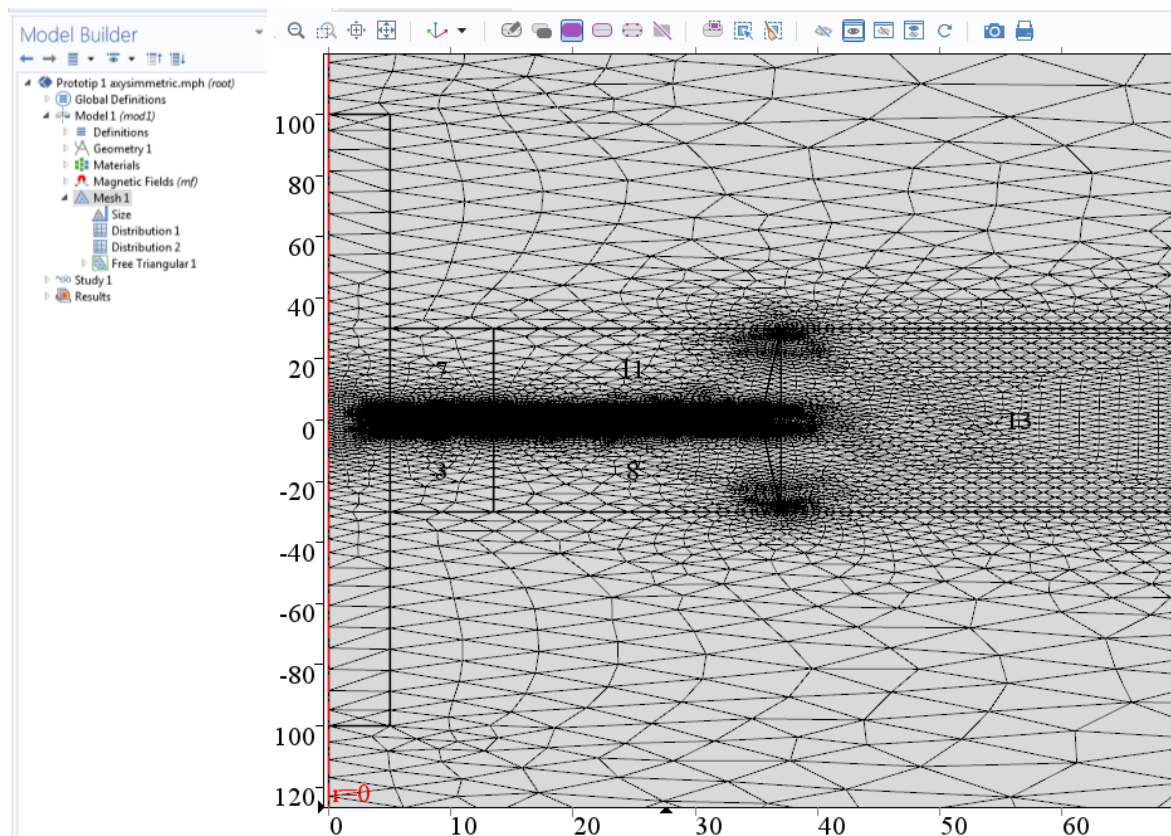 Model Builder
Prototip 1 axysimmetric.mph (root)
Global Definitions
Model 1 (mod1)
Definitions
Geometry 1
Materials
Magnetic Fields (mf)
Mesh 1
Size
Distribution 1
Distribution 2
Free Triangular 1
Study 1
Results
100
80
60
40
20
0
-20
-40
-60
-80
100
120
7
11
13
3
8
r=0
0
10
20
30
40
50
60